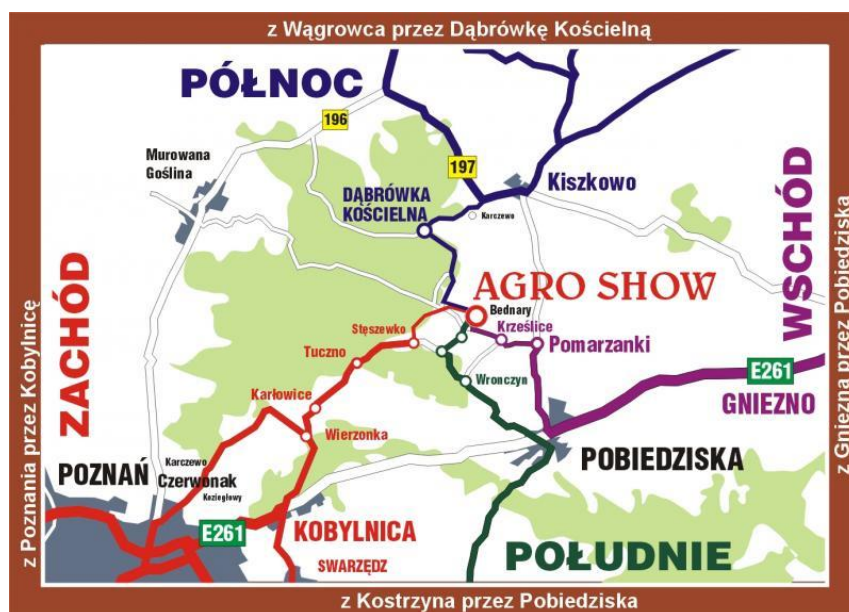 z Wągrowca przez Dąbrówkę Kościelną
PÓŁNOC
196
Murowana
Goślina
197
Kiszkowo
DĄBRÓWKA
KOŚCIELNA
Karczewo
WSCHÓD
ZACHÓD
AGRO SHOW
Bednary
Stęszewko
Krześlice
Pomarzanki
Tuczno
Wronczyn
E261
GNIEZNO
Karłowice
Wierzonka
POZNAŃ
Karczewo
Czerwonak
Koziegłowy
POBIEDZISKA
E261
KOBYLNICA
SWARZĘDZ
POŁUDNIE
z Poznania przez Kobylnicę
z Gniezna przez Pobiedziska
z Kostrzyna przez Pobiedziska